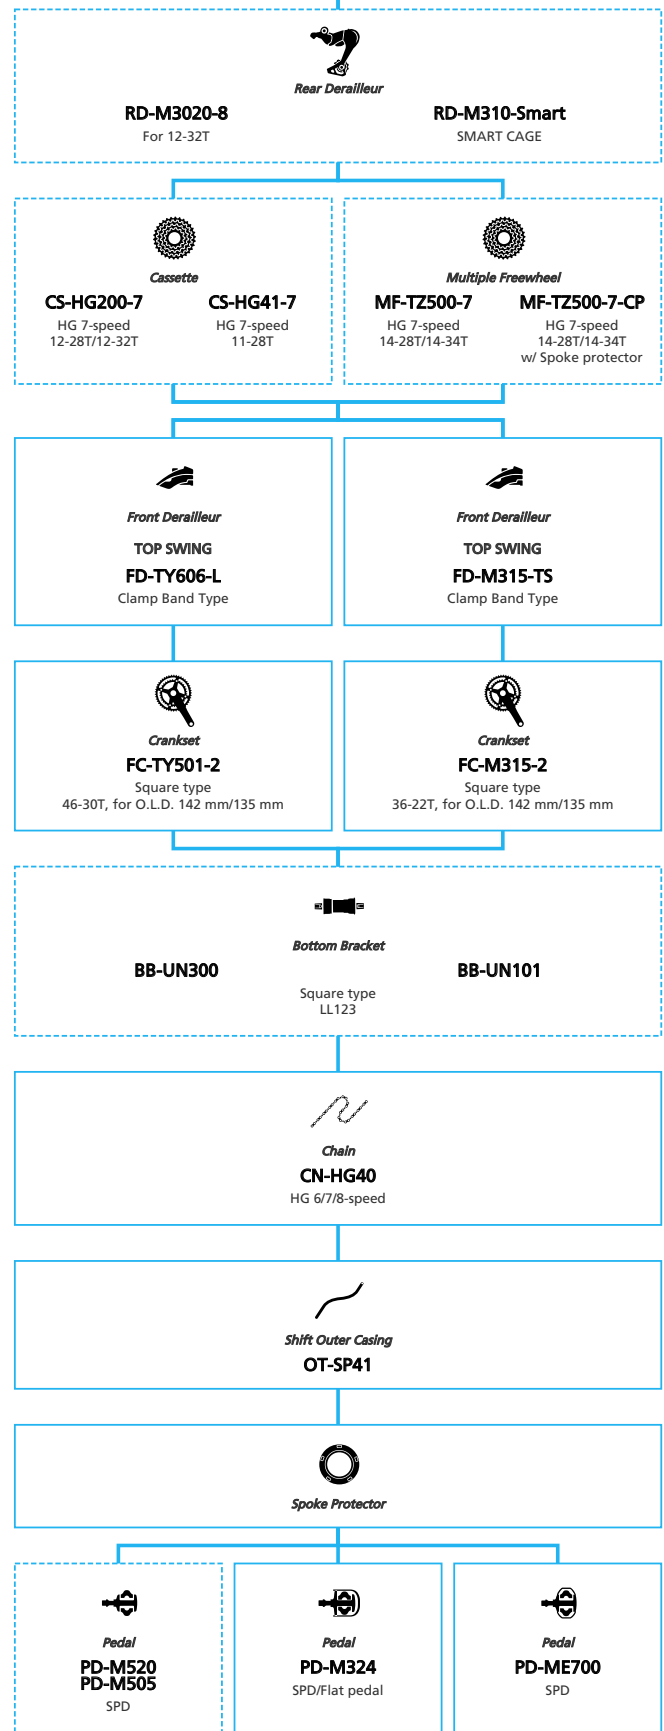 Rear Derailleur
RD-M3020-8
For 12-32T
RD-M310-Smart
SMART CAGE
Cassette
CS-HG200-7
HG 7-speed
12-28T/12-32T
CS-HG41-7
HG 7-speed
11-28T
Multiple Freewheel
MF-TZ500-7
HG 7-speed
14-28T/14-34T
MF-TZ500-7-CP
HG 7-speed
14-28T/14-34T
w/ Spoke protector
Front Derailleur
TOP SWING
FD-TY606-L
Clamp Band Type
Front Derailleur
TOP SWING
FD-M315-TS
Clamp Band Type
Crankset
FC-TY501-2
Square type
46-30T, for O.L.D. 142 mm/135 mm
Crankset
FC-M315-2
Square type
36-22T, for O.L.D. 142 mm/135 mm
Bottom Bracket
BB-UN300
BB-UN101
Square type
LL123
Chain
CN-HG40
HG 6/7/8-speed
Shift Outer Casing
OT-SP41
Spoke Protector
Pedal
PD-M520
PD-M505
SPD
Pedal
PD-M324
SPD/Flat pedal
Pedal
PD-ME700
SPD